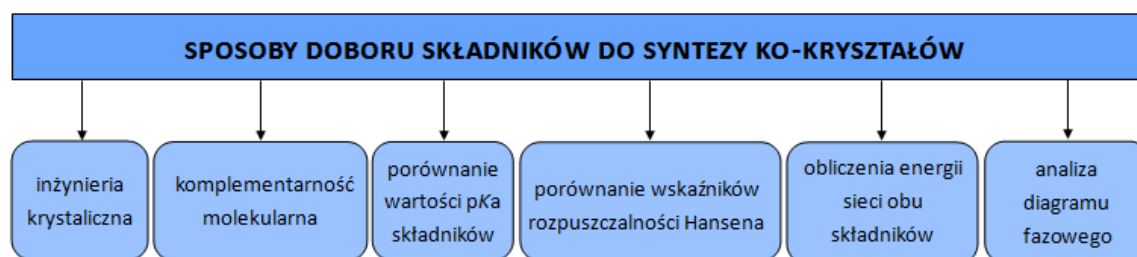 SPOSOBY DOBORU SKŁADNIKÓW DO SYNTEZY KO-KRYSZTAŁÓW
inżynieria
krystaliczna
komplementarność
molekularna
porównanie
wartości pKa
składników
porównanie wskaźników
rozpuszczalności Hansena
obliczenia energii
sieci obu
składników
analiza
diagramu
fazowego